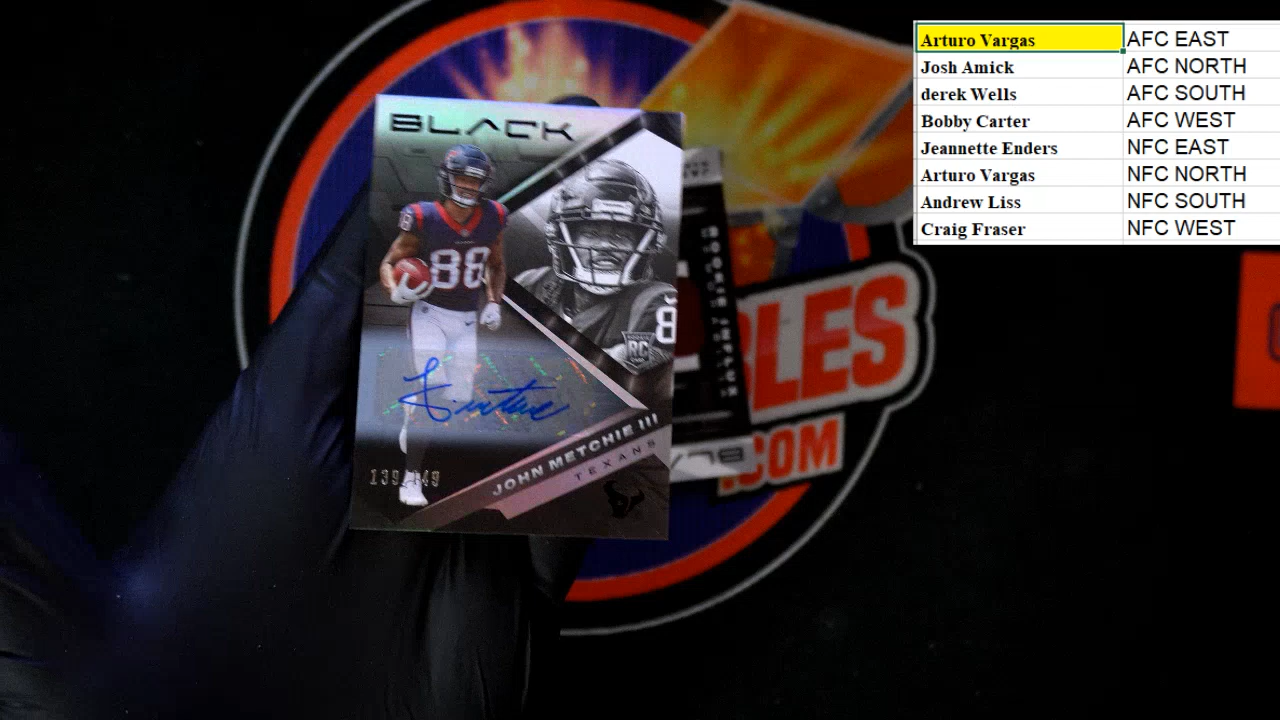 Arturo Vargas AFC EAST
Josh Amick AFC NORTH
derek Wells AFC SOUTH
Bobby Carter AFC WEST
Jeannette Enders NFC EAST
Arturo Vargas NFC NORTH
Andrew Liss NFC SOUTH
Craig Fraser NFC WEST
BLACK
88
88
8
RC
JOHN METCHIE III
TEXANS
BLES
.COM